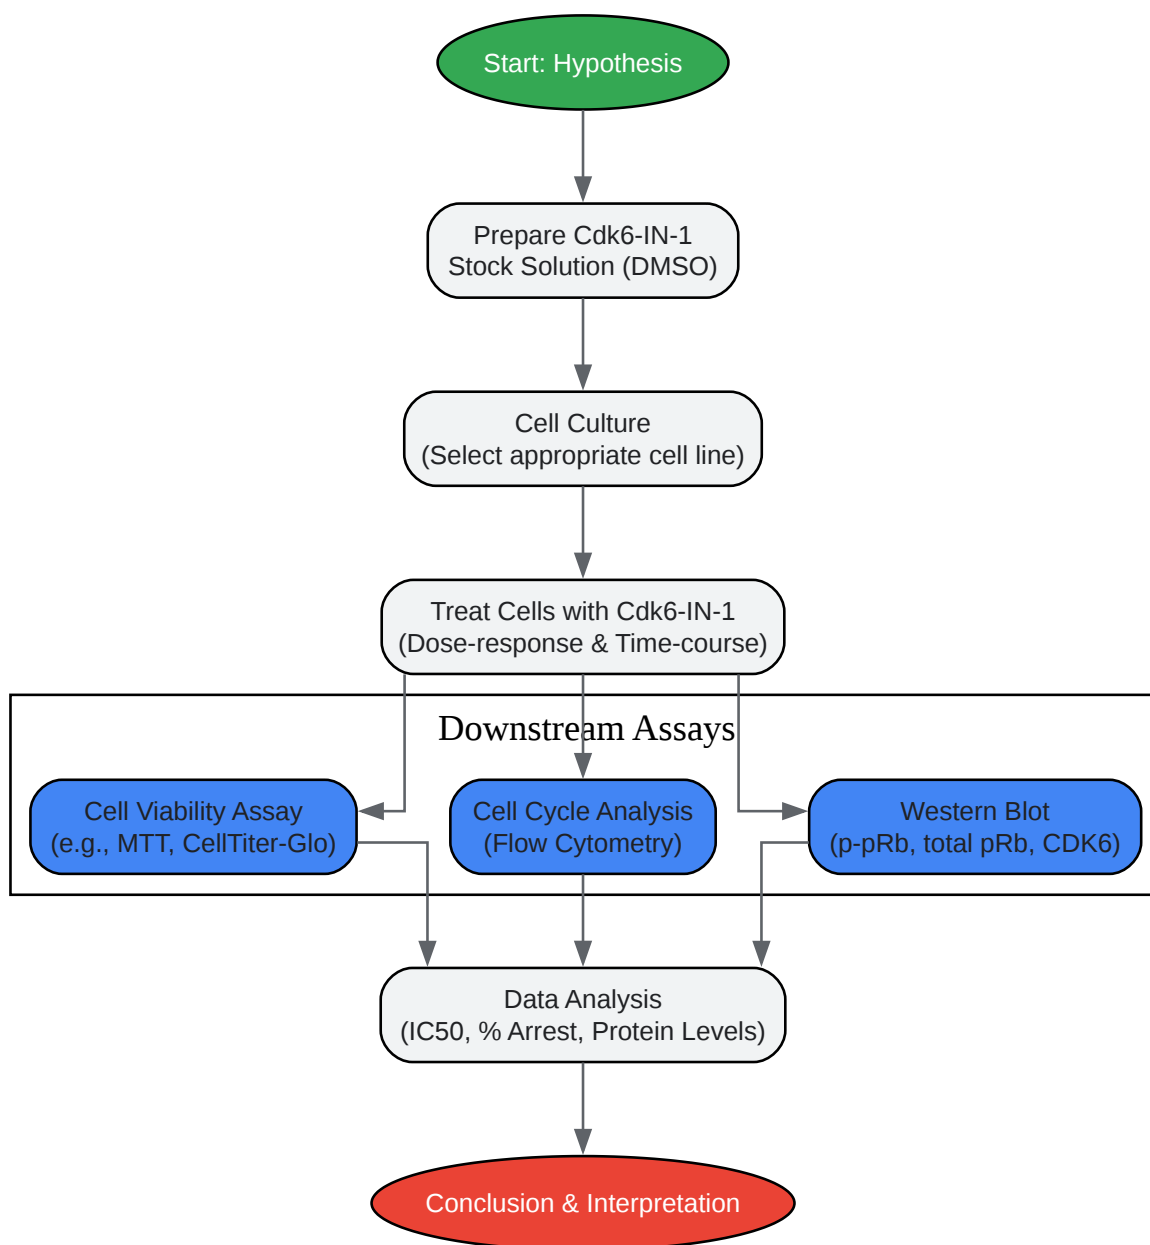 Start: Hypothesis
Prepare Cdk6-IN-1
Stock Solution (DMSO)
Cell Culture
(Select appropriate cell line)
Treat Cells with Cdk6-IN-1
(Dose-response & Time-course)
Downstream Assays
Cell Viability Assay
(e.g., MTT, CellTiter-Glo)
Cell Cycle Analysis
(Flow Cytometry)
Western Blot
(p-pRb, total pRb, CDK6)
Data Analysis
(IC50, % Arrest, Protein Levels)
Conclusion & Interpretation